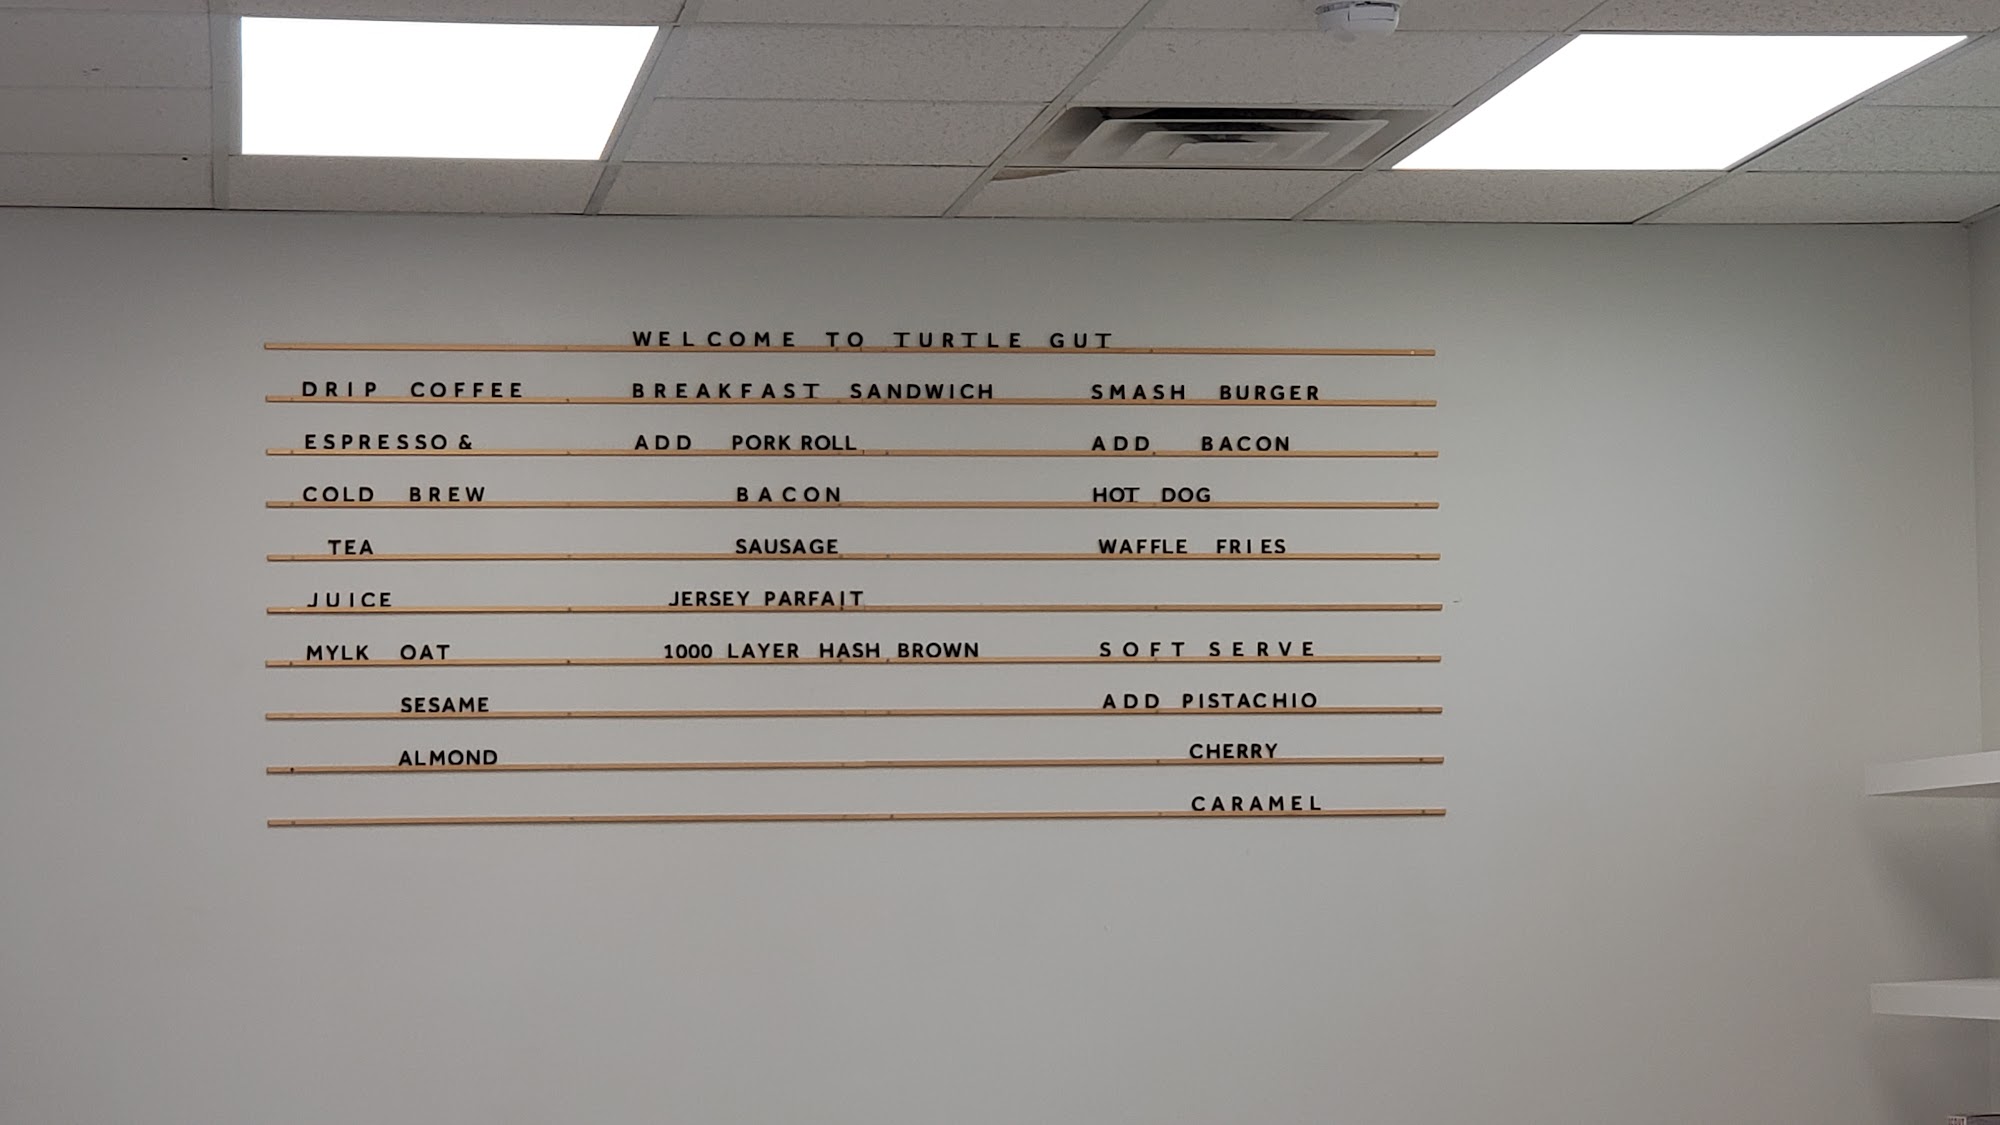 WELCOME TO TURTLE GUT
DRIP COFFEE
ESPRESSO &
COLD BREW
TEA
JUICE
MYLK OAT
SESAME
ALMOND
BREAKFAST SANDWICH
ADD PORK ROLL
BACON
SAUSAGE
JERSEY PARFAIT
1000 LAYER HASH BROWN
SMASH BURGER
ADD BACON
HOT DOG
WAFFLE FRIES
SOFT SERVE
ADD PISTACHIO
CHERRY
CARAMEL